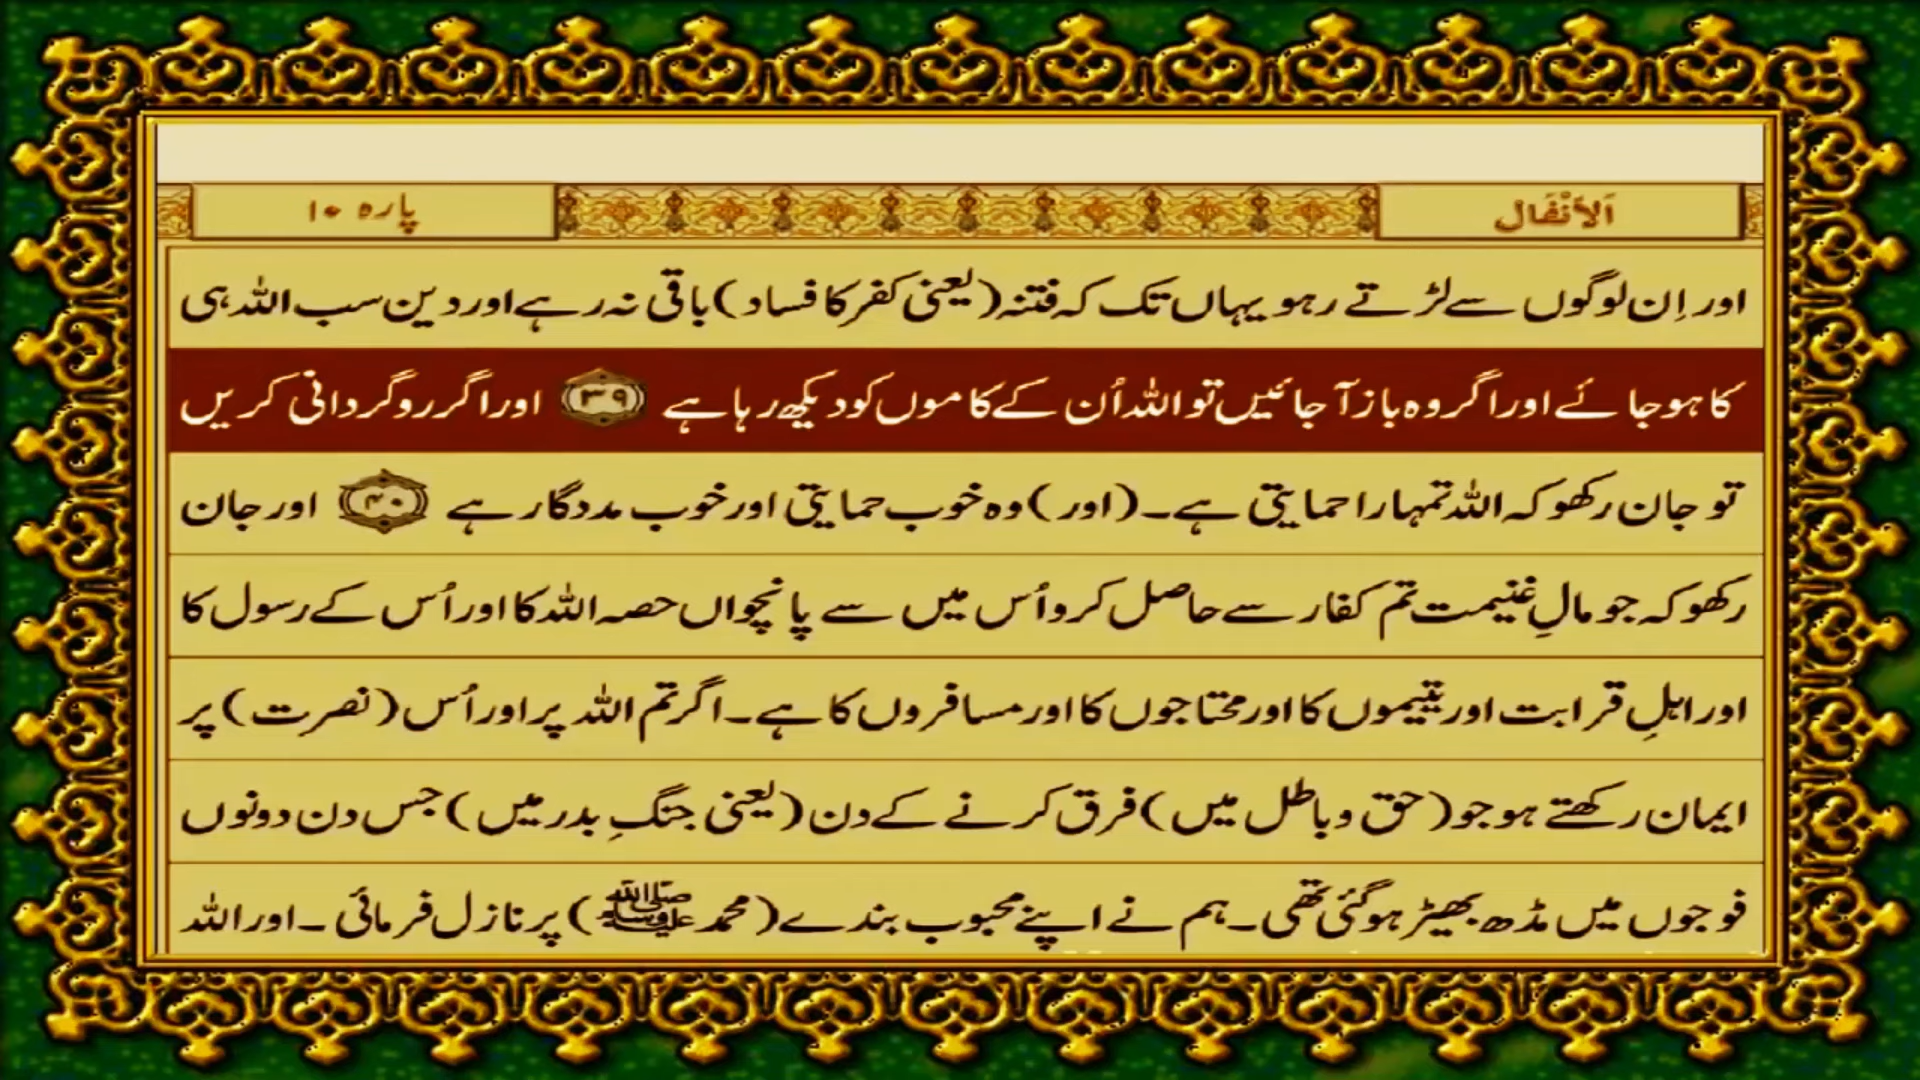 اَلْاَنْفَال
پارہ ۱۰
اور اِن لوگوں سے لڑتے رہو یہاں تک کہ فتنہ (یعنی کفر کا فساد) باقی نہ رہے اور دین سب اللہ ہی
کا ہو جائے اور اگر وہ باز آ جائیں تو اللہ اُن کے کاموں کو دیکھ رہا ہے ۳۹ اور اگر روگردانی کریں
تو جان رکھو کہ اللہ تمہارا حمایتی ہے۔ (اور) وہ خوب حمایتی اور خوب مددگار ہے ۴۰ اور جان
رکھو کہ جو مالِ غنیمت تم کفار سے حاصل کرو اُس میں سے پانچواں حصہ اللہ کا اور اُس کے رسول کا
اور اہلِ قرابت اور یتیموں کا اور محتاجوں کا اور مسافروں کا ہے۔ اگر تم اللہ پر اور اُس (نصرت) پر
ایمان رکھتے ہو جو (حق و باطل میں) فرق کرنے کے دن (یعنی جنگِ بدر میں) جس دن دونوں
فوجوں میں مڈھ بھیڑ ہوگئی تھی۔ ہم نے اپنے محبوب بندے (محمد ﷺ) پر نازل فرمائی۔ اور اللہ